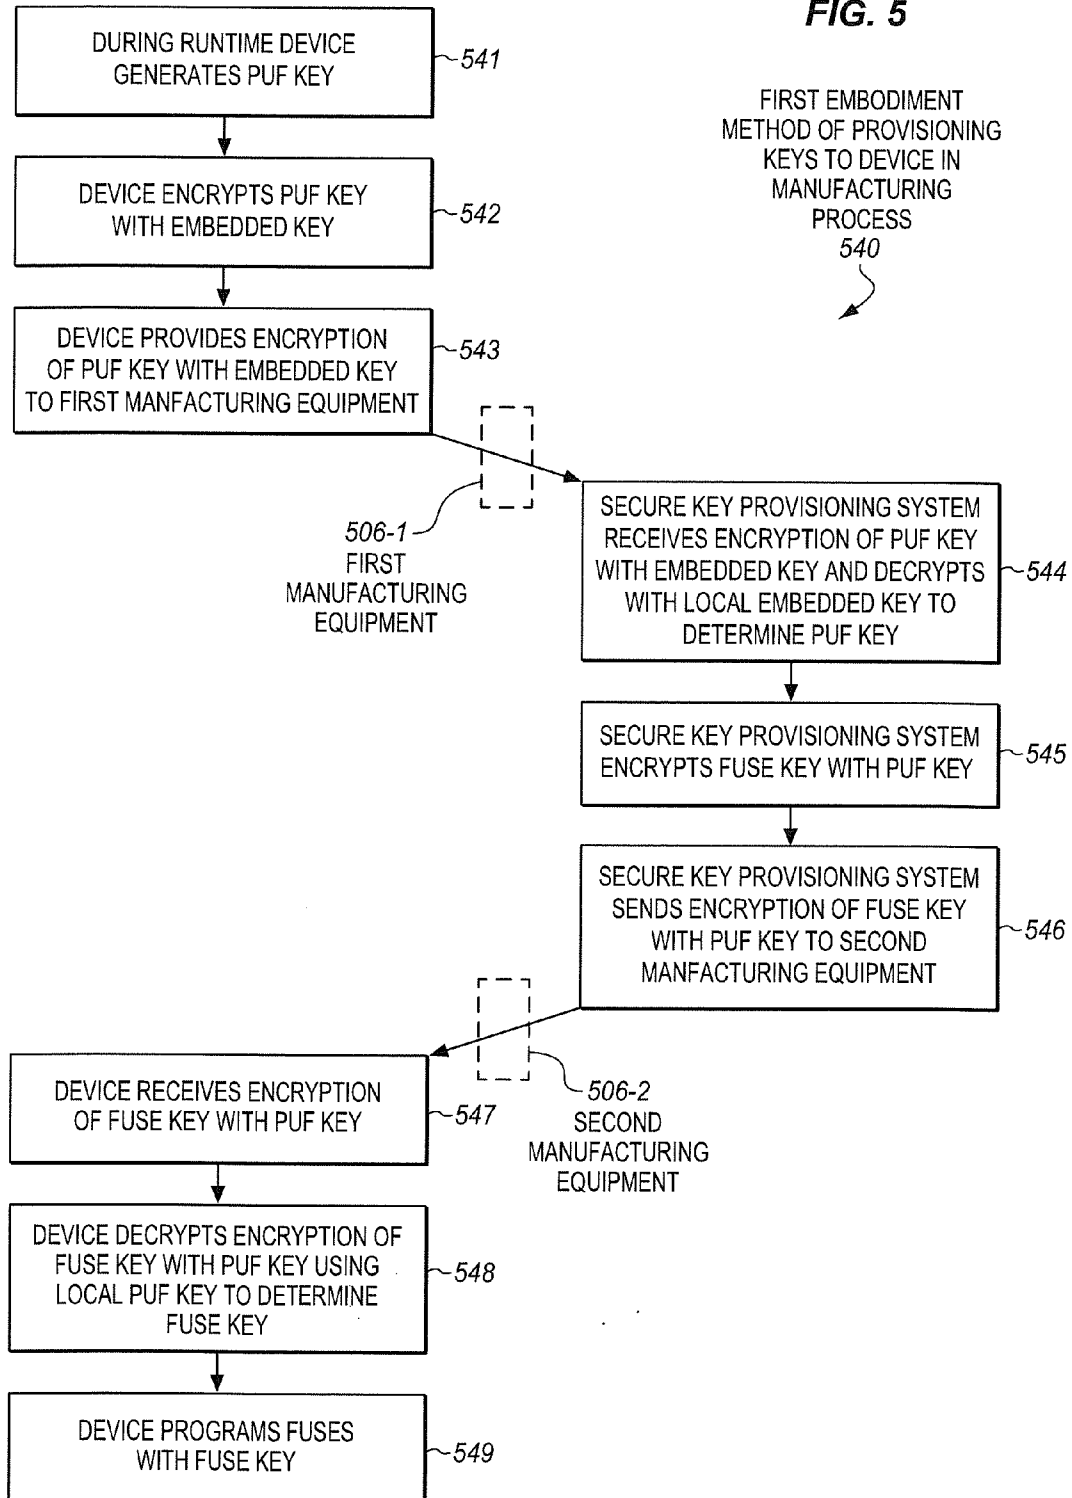 FIG. 5
DURING RUNTIME DEVICE
GENERATES PUF KEY
541
FIRST EMBODIMENT
METHOD OF PROVISIONING
KEYS TO DEVICE IN
MANUFACTURING
PROCESS
540
DEVICE ENCRYPTS PUF KEY
WITH EMBEDDED KEY
542
DEVICE PROVIDES ENCRYPTION
OF PUF KEY WITH EMBEDDED KEY
TO FIRST MANFACTURING EQUIPMENT
543
506-1
FIRST
MANUFACTURING
EQUIPMENT
SECURE KEY PROVISIONING SYSTEM
RECEIVES ENCRYPTION OF PUF KEY
WITH EMBEDDED KEY AND DECRYPTS
WITH LOCAL EMBEDDED KEY TO
DETERMINE PUF KEY
544
SECURE KEY PROVISIONING SYSTEM
ENCRYPTS FUSE KEY WITH PUF KEY
545
SECURE KEY PROVISIONING SYSTEM
SENDS ENCRYPTION OF FUSE KEY
WITH PUF KEY TO SECOND
MANFACTURING EQUIPMENT
546
506-2
SECOND
MANUFACTURING
EQUIPMENT
DEVICE RECEIVES ENCRYPTION
OF FUSE KEY WITH PUF KEY
547
DEVICE DECRYPTS ENCRYPTION OF
FUSE KEY WITH PUF KEY USING
LOCAL PUF KEY TO DETERMINE
FUSE KEY
548
DEVICE PROGRAMS FUSES
WITH FUSE KEY
549